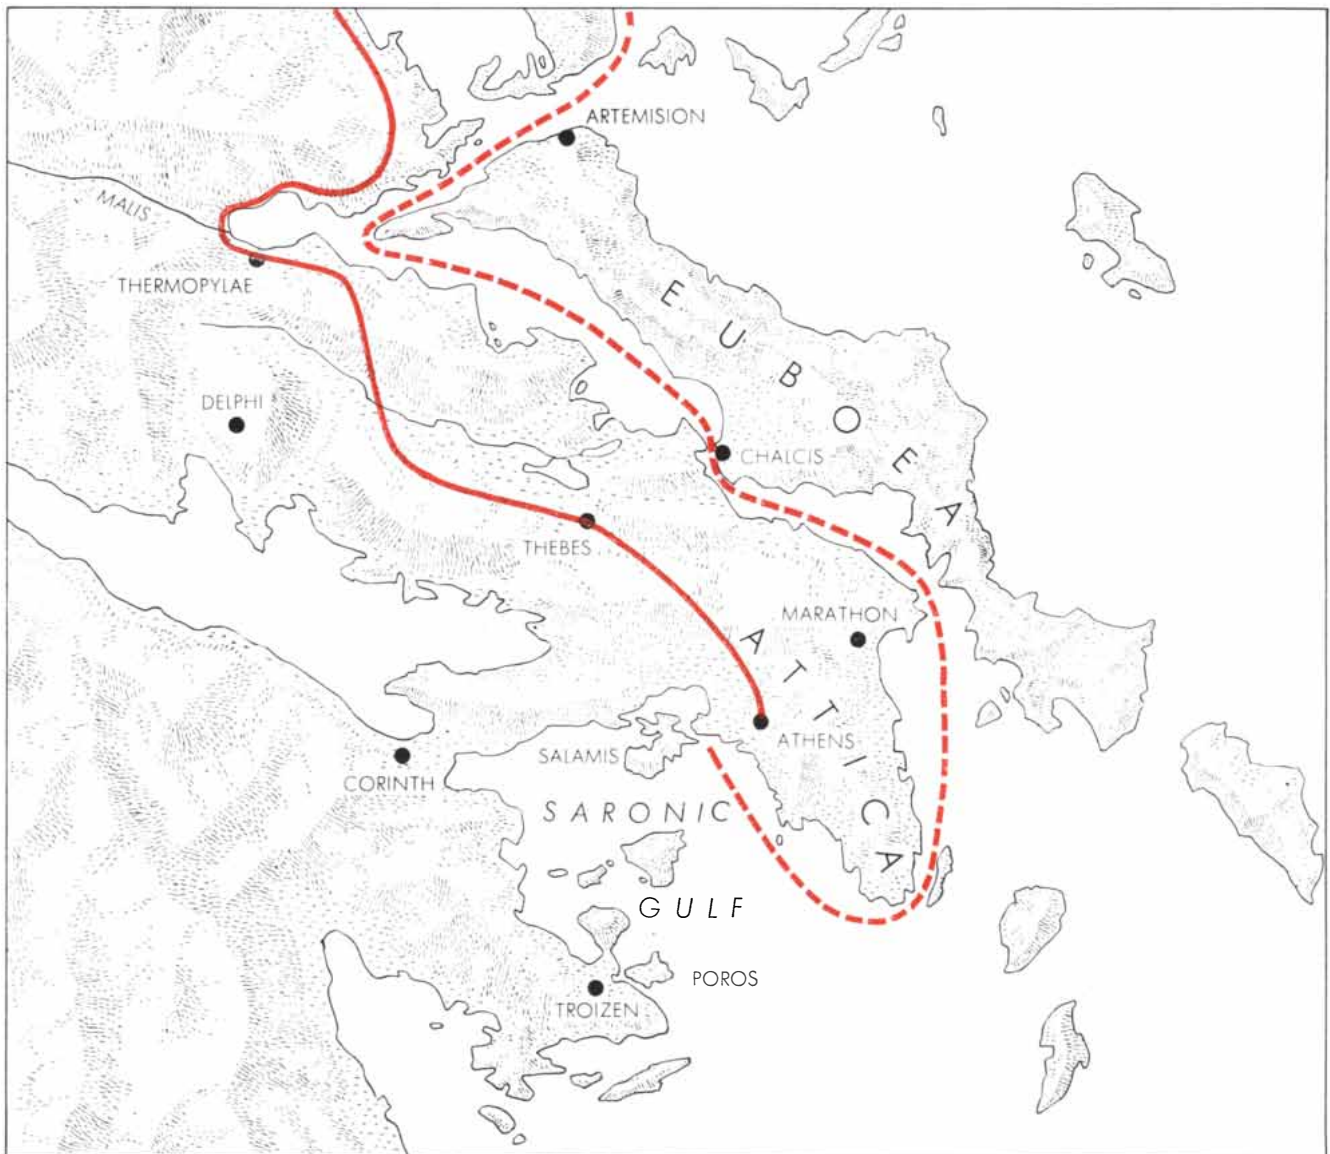 ARTEMISION
MALIS
THERMOPYLAE
EUBOEA
DELPHI
CHALCIS
THEBES
MARATHON
ATTICA
ATHENS
SALAMIS
CORINTH
SARONIC
GULF
POROS
TROIZEN